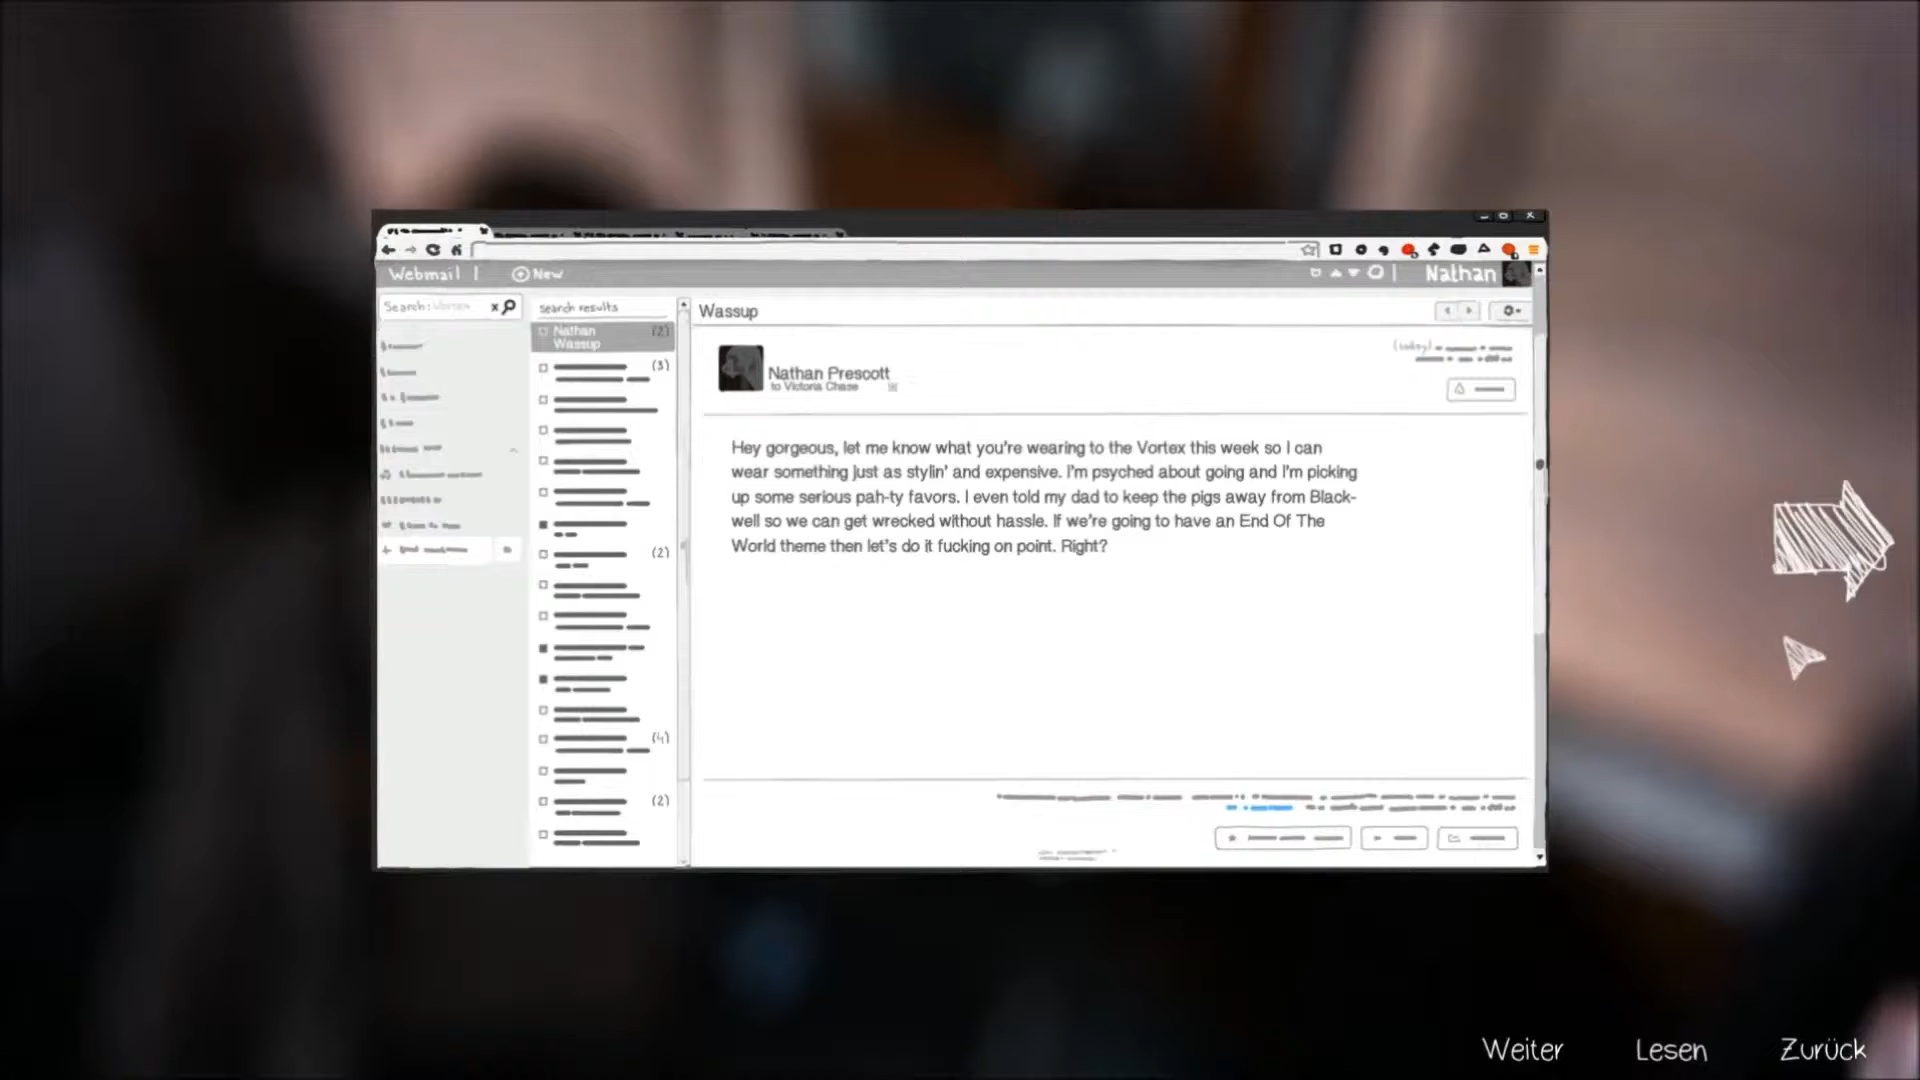 Webmail |
New
Nathan
Search: Vortex
search results
Nathan (2)
Wassup
(3)
(2)
(4)
(2)
Wassup
(today)
Nathan Prescott
to Victoria Chase
Hey gorgeous, let me know what you're wearing to the Vortex this week so I can
wear something just as stylin' and expensive. I'm psyched about going and I'm picking
up some serious pah-ty favors. I even told my dad to keep the pigs away from Black-
well so we can get wrecked without hassle. If we're going to have an End Of The
World theme then let's do it fucking on point. Right?
Weiter
Lesen
Zurück